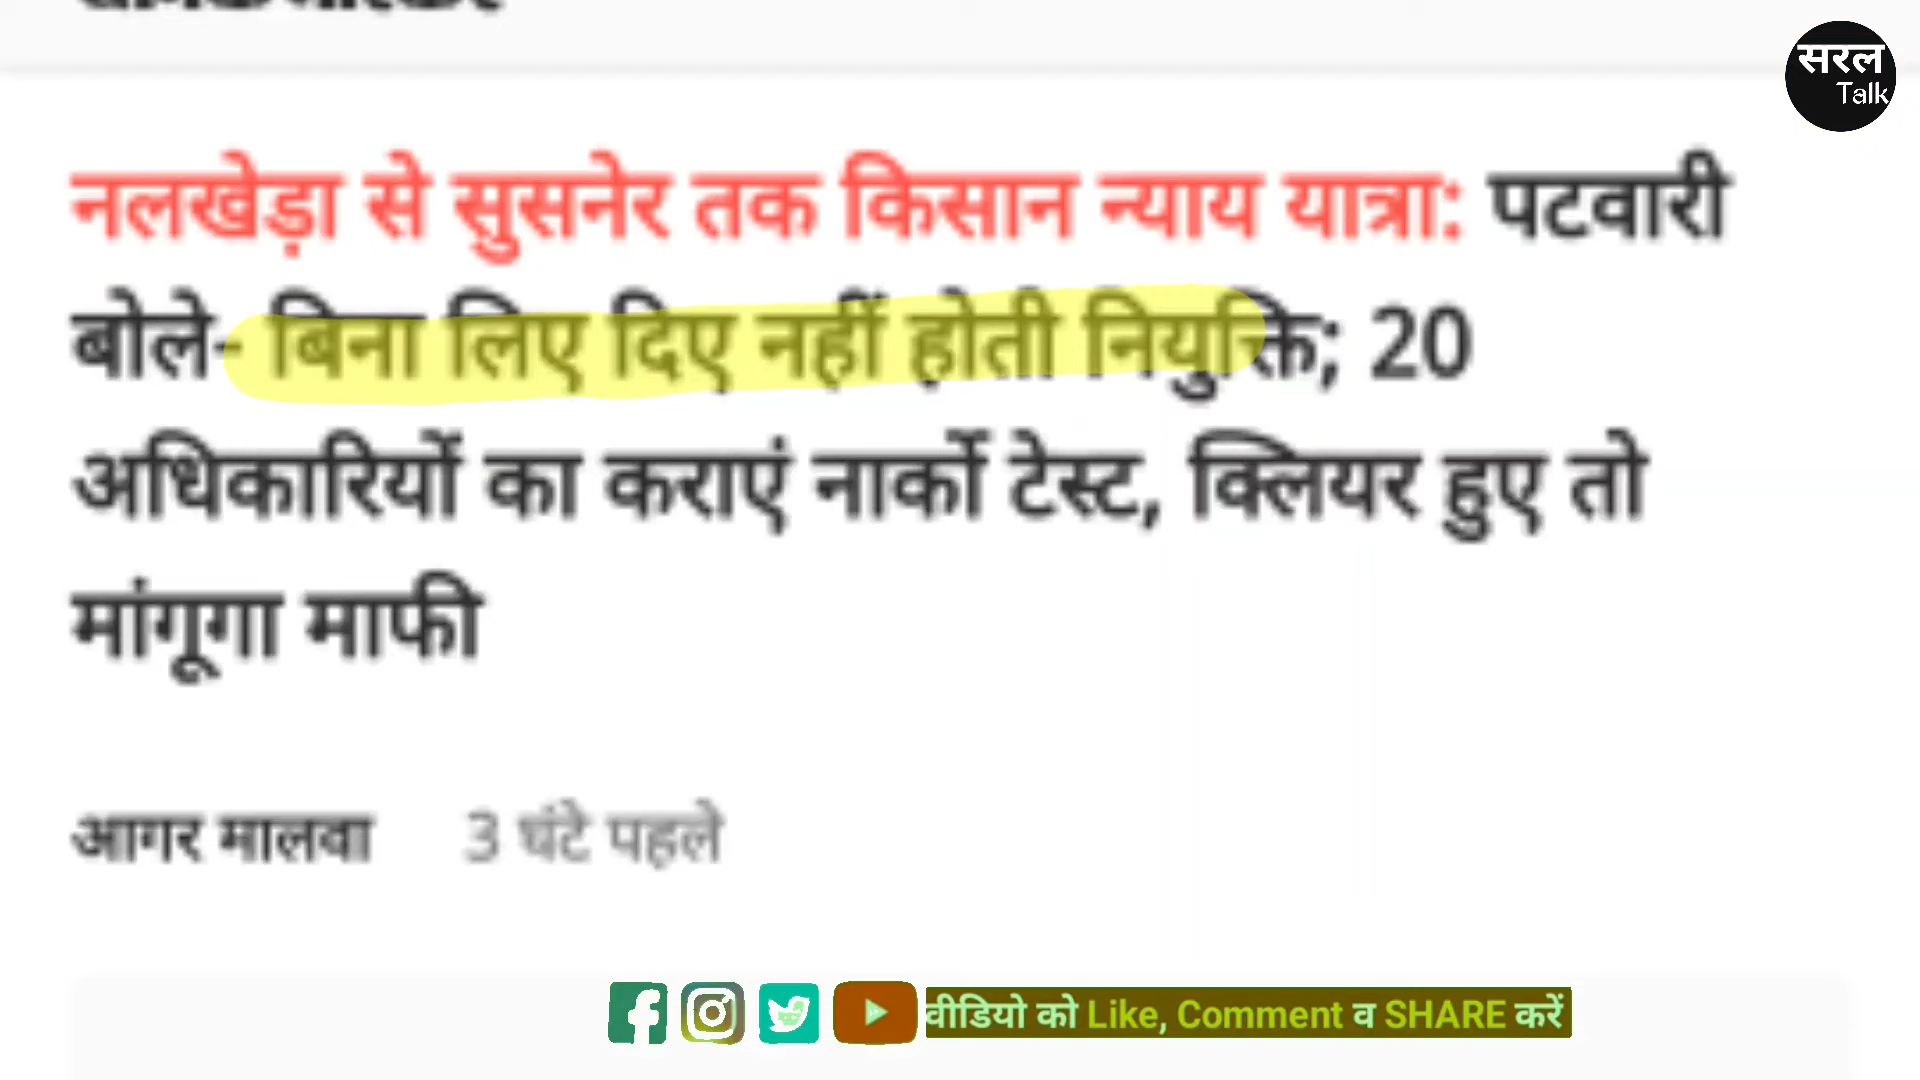 सरल
Talk
नलखेड़ा से सुसनेर तक किसान न्याय यात्रा: पटवारी
बोले- बिना लिए दिए नहीं होती नियुक्ति; 20
अधिकारियों का कराएं नार्को टेस्ट, क्लियर हुए तो
मांगूगा माफी
आगर मालवा 3 घंटे पहले
वीडियो को Like, Comment व SHARE करें